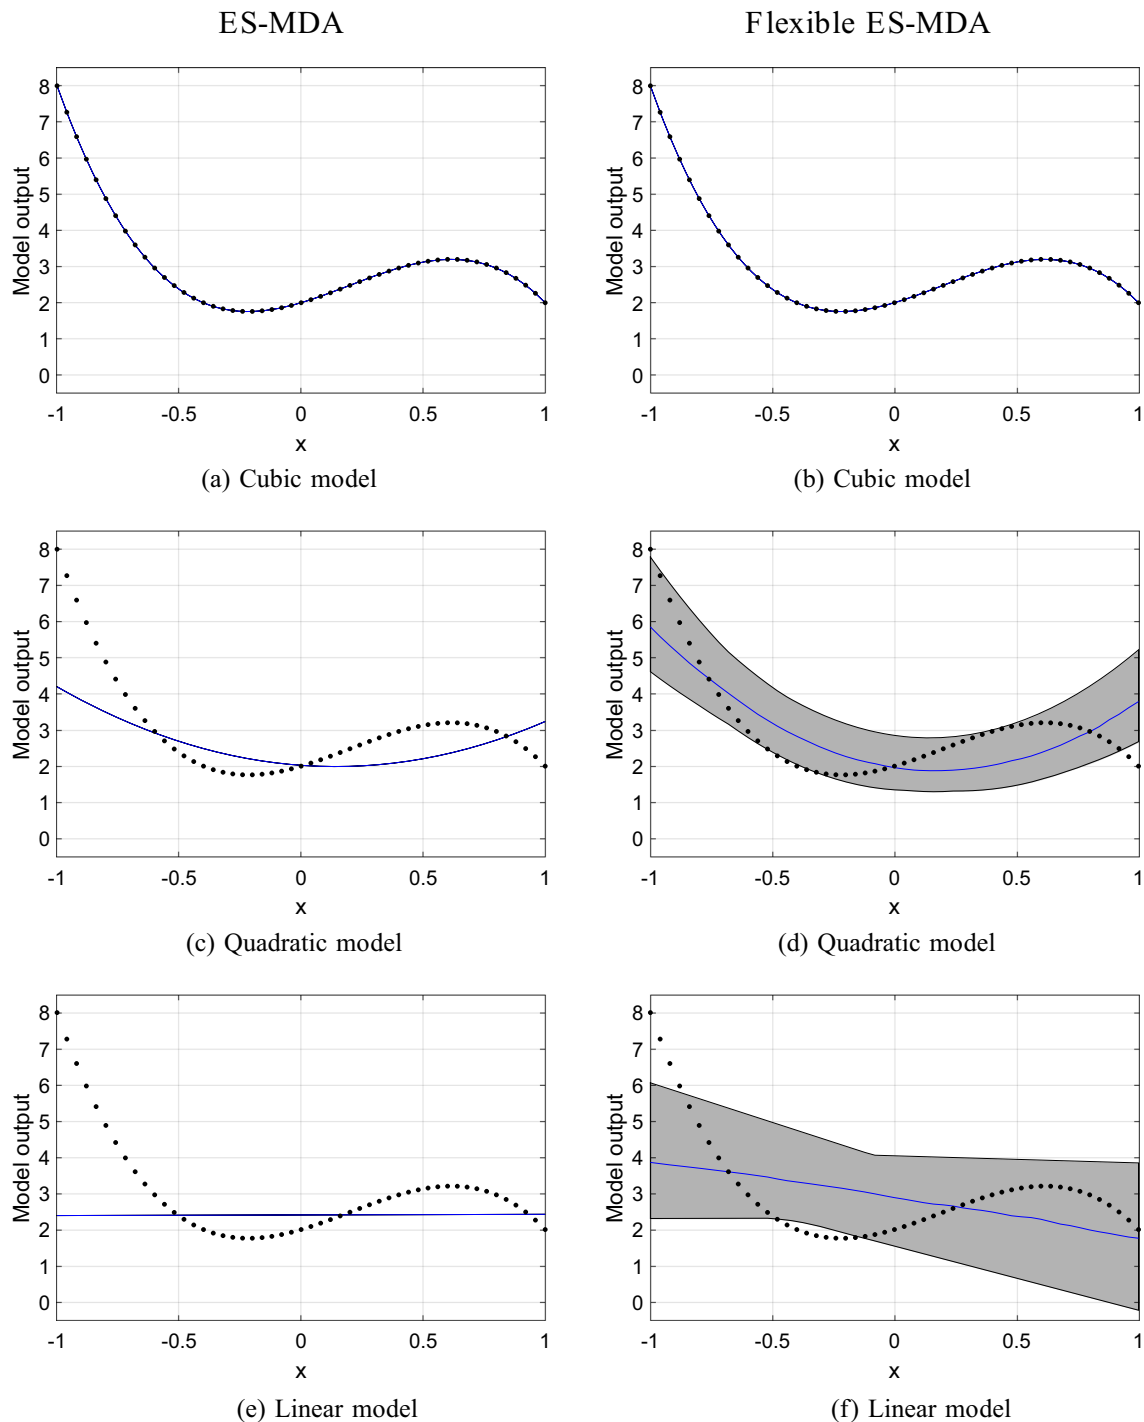 ES-MDA
Flexible ES-MDA
8
7
6
5
4
3
2
1
0
Model output
-1 -0.5 0 0.5 1
x
(a) Cubic model
8
7
6
5
4
3
2
1
0
Model output
-1 -0.5 0 0.5 1
x
(b) Cubic model
8
7
6
5
4
3
2
1
0
Model output
-1 -0.5 0 0.5 1
x
(c) Quadratic model
8
7
6
5
4
3
2
1
0
Model output
-1 -0.5 0 0.5 1
x
(d) Quadratic model
8
7
6
5
4
3
2
1
0
Model output
-1 -0.5 0 0.5 1
x
(e) Linear model
8
7
6
5
4
3
2
1
0
Model output
-1 -0.5 0 0.5 1
x
(f) Linear model